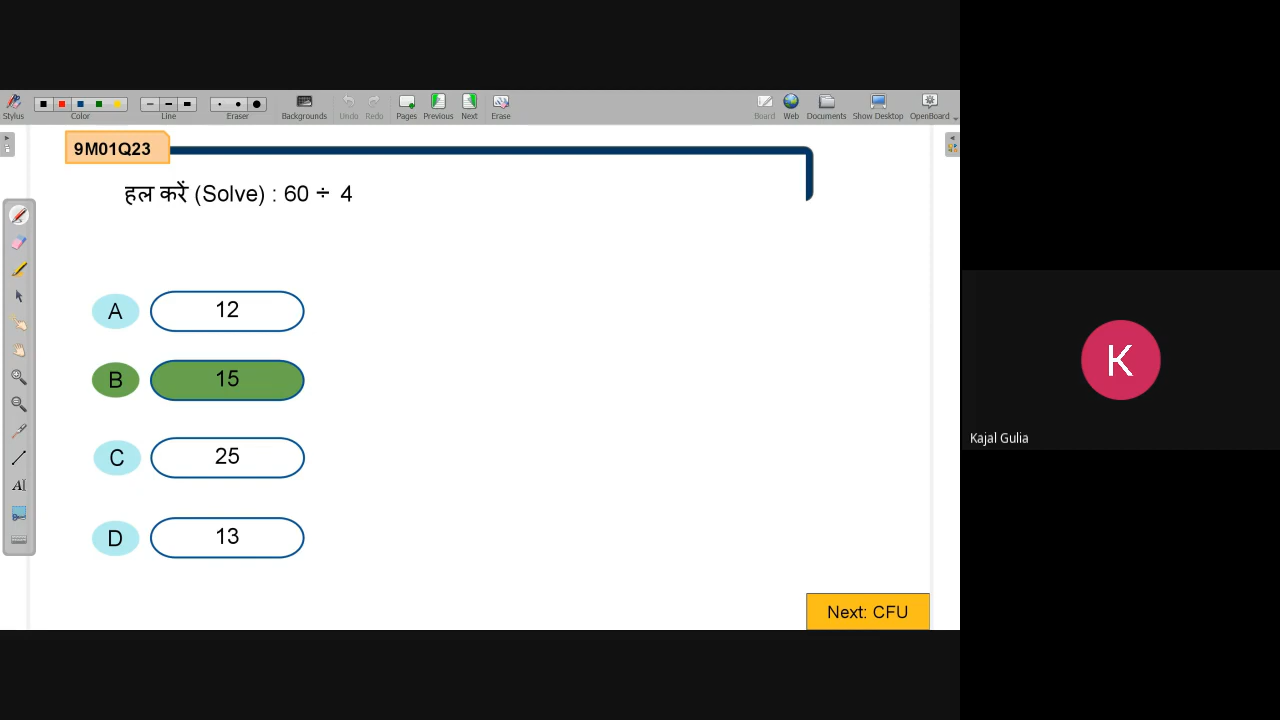 Stylus Color Line Eraser Backgrounds Undo Redo Pages Previous Next Erase Board Web Documents Show Desktop OpenBoard
9M01Q23
हल करें (Solve) : 60 ÷ 4
A 12
B 15
C 25
D 13
AI
Next: CFU
K
Kajal Gulia